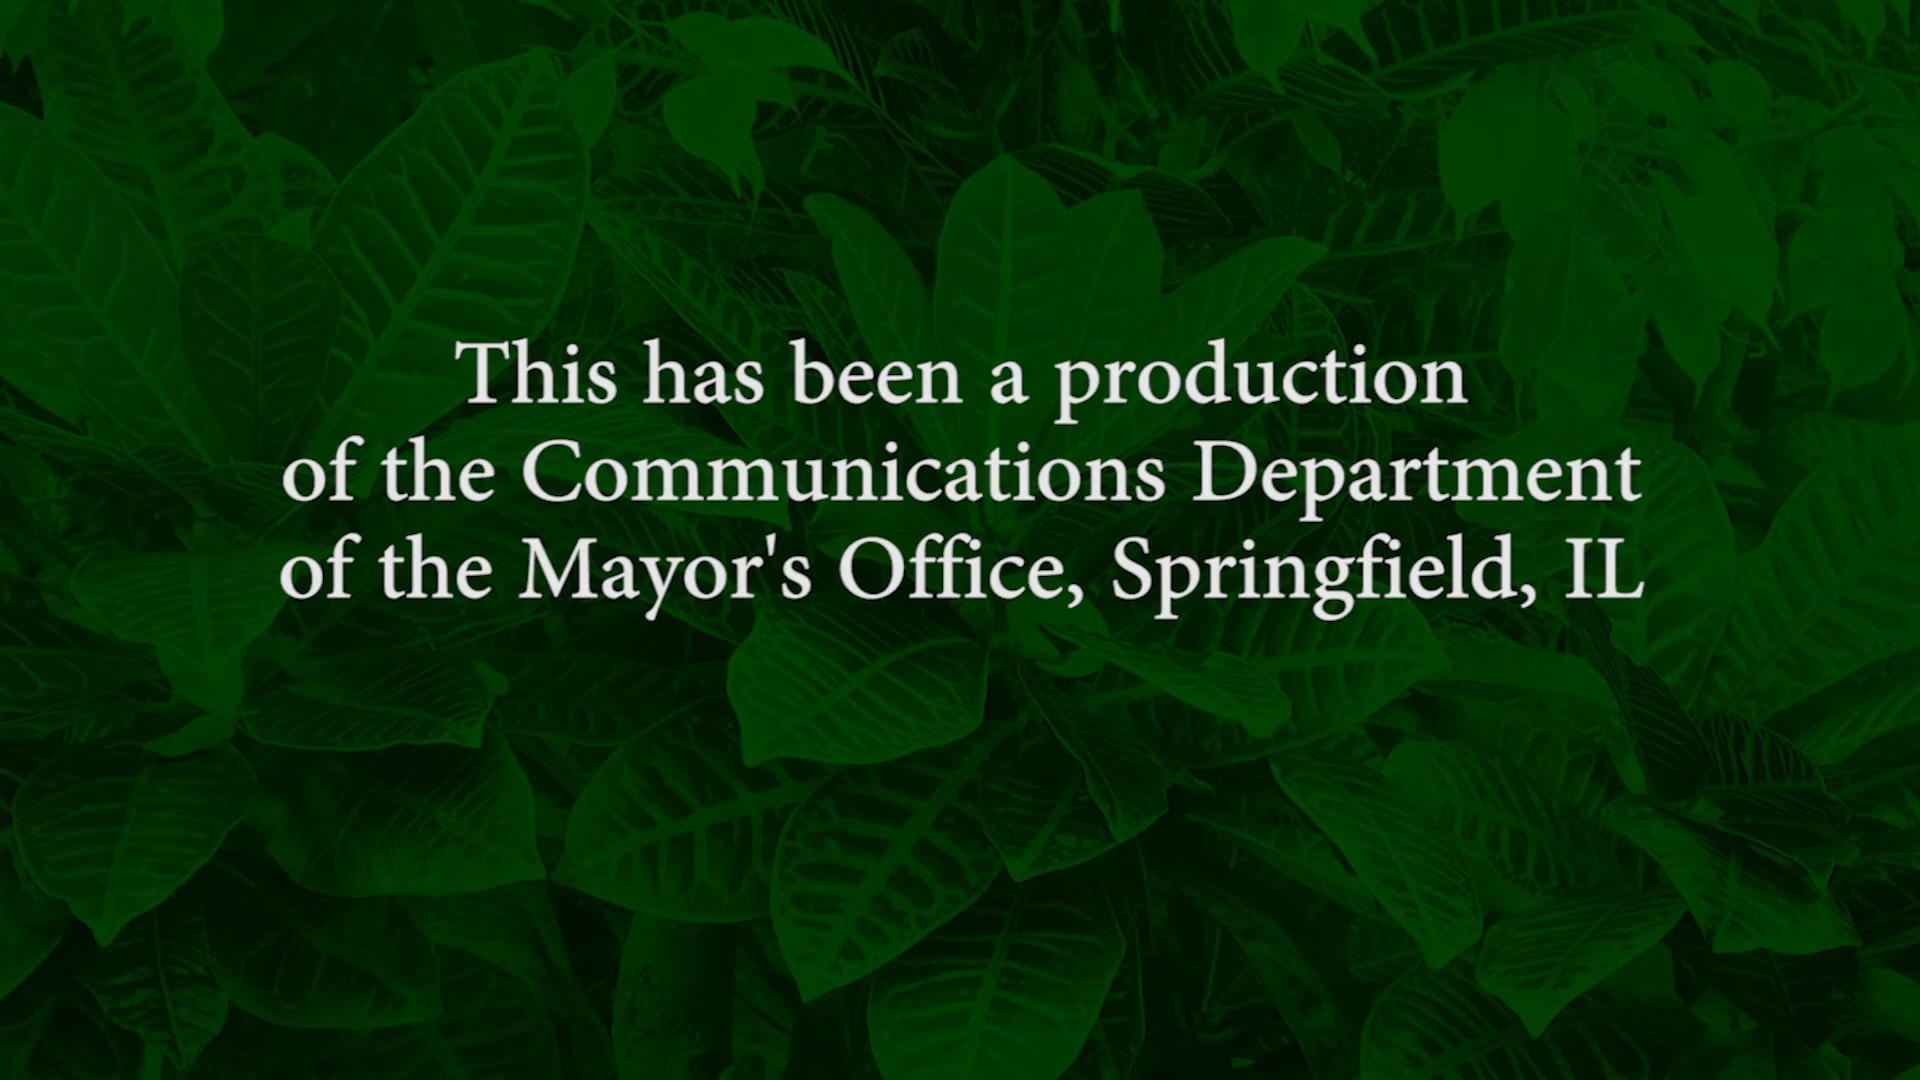 This has been a production
of the Communications Department
of the Mayor's Office, Springfield, IL